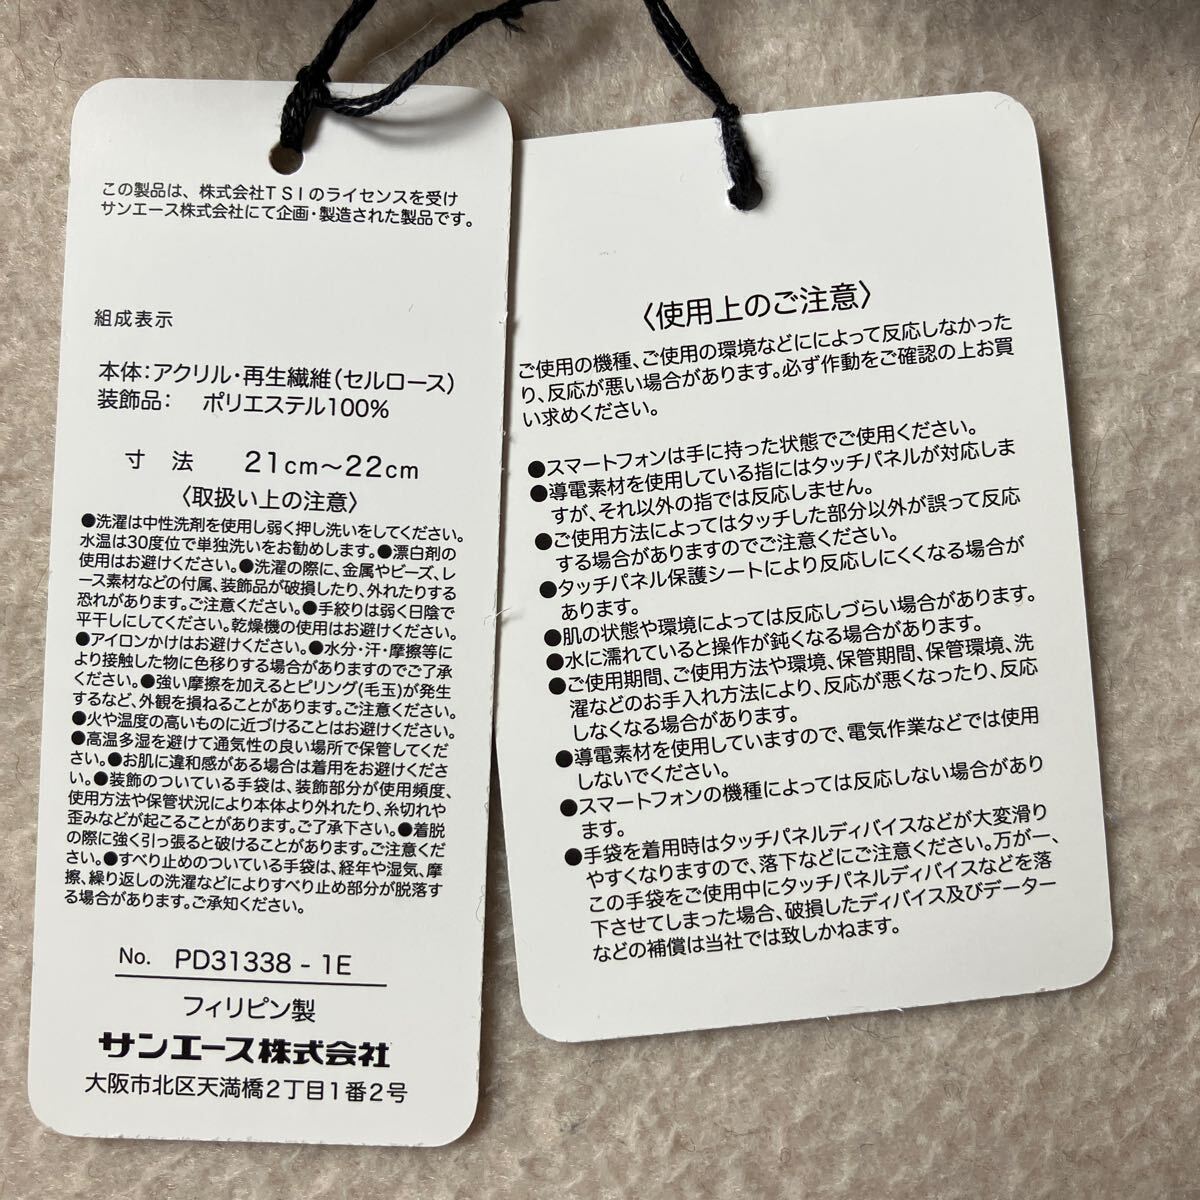 この製品は、株式会社TSIのライセンスを受け
サンエース株式会社にて企画・製造された製品です。
組成表示
本体：アクリル・再生繊維（セルロース）
装飾品： ポリエステル100%
寸 法 21cm～22cm
〈取扱い上の注意〉
●洗濯は中性洗剤を使用し弱く押し洗いをしてください。
水温は30度位で単独洗いをお勧めします。●漂白剤の
使用はお避けください。●洗濯の際に、金属やビーズ、レ
ース素材などの付属、装飾品が破損したり、外れたりする
恐れがあります。ご注意ください。●手絞りは弱く日陰で
平干しにしてください。乾燥機の使用はお避けください。
●アイロンかけはお避けください。●水分・汗・摩擦等に
より接触した物に色移りする場合がありますのでご了承
ください。●強い摩擦を加えるとピリング(毛玉)が発生
するなど、外観を損ねることがあります。ご注意ください。
●火や温度の高いものに近づけることはお避けください。
●高温多湿を避けて通気性の良い場所で保管してくだ
さい。●お肌に違和感がある場合は着用をお避けくださ
い。●装飾のついている手袋は、装飾部分が使用頻度、
使用方法や保管状況により本体より外れたり、糸切れや
歪みなどが起こることがあります。ご了承下さい。●着脱
の際に強く引っ張ると破けることがあります。ご注意くだ
さい。●すべり止めのついている手袋は、経年や湿気、摩
擦、繰り返しの洗濯などによりすべり止め部分が脱落す
る場合があります。ご承知ください。
No. PD31338 - 1E
フィリピン製
サンエース株式会社
大阪市北区天満橋2丁目1番2号
〈使用上のご注意〉
ご使用の機種、ご使用の環境などにによって反応しなかった
り、反応が悪い場合があります。必ず作動をご確認の上お買
い求めください。
●スマートフォンは手に持った状態でご使用ください。
●導電素材を使用している指にはタッチパネルが対応しま
すが、それ以外の指では反応しません。
●ご使用方法によってはタッチした部分以外が誤って反応
する場合がありますのでご注意ください。
●タッチパネル保護シートにより反応しにくくなる場合が
あります。
●肌の状態や環境によっては反応しづらい場合があります。
●水に濡れていると操作が鈍くなる場合があります。
●ご使用期間、ご使用方法や環境、保管期間、保管環境、洗
濯などのお手入れ方法により、反応が悪くなったり、反応
しなくなる場合があります。
●導電素材を使用していますので、電気作業などでは使用
しないでください。
●スマートフォンの機種によっては反応しない場合があり
ます。
●手袋を着用時はタッチパネルディバイスなどが大変滑り
やすくなりますので、落下などにご注意ください。万が一、
この手袋をご使用中にタッチパネルディバイスなどを落
下させてしまった場合、破損したディバイス及びデーター
などの補償は当社では致しかねます。